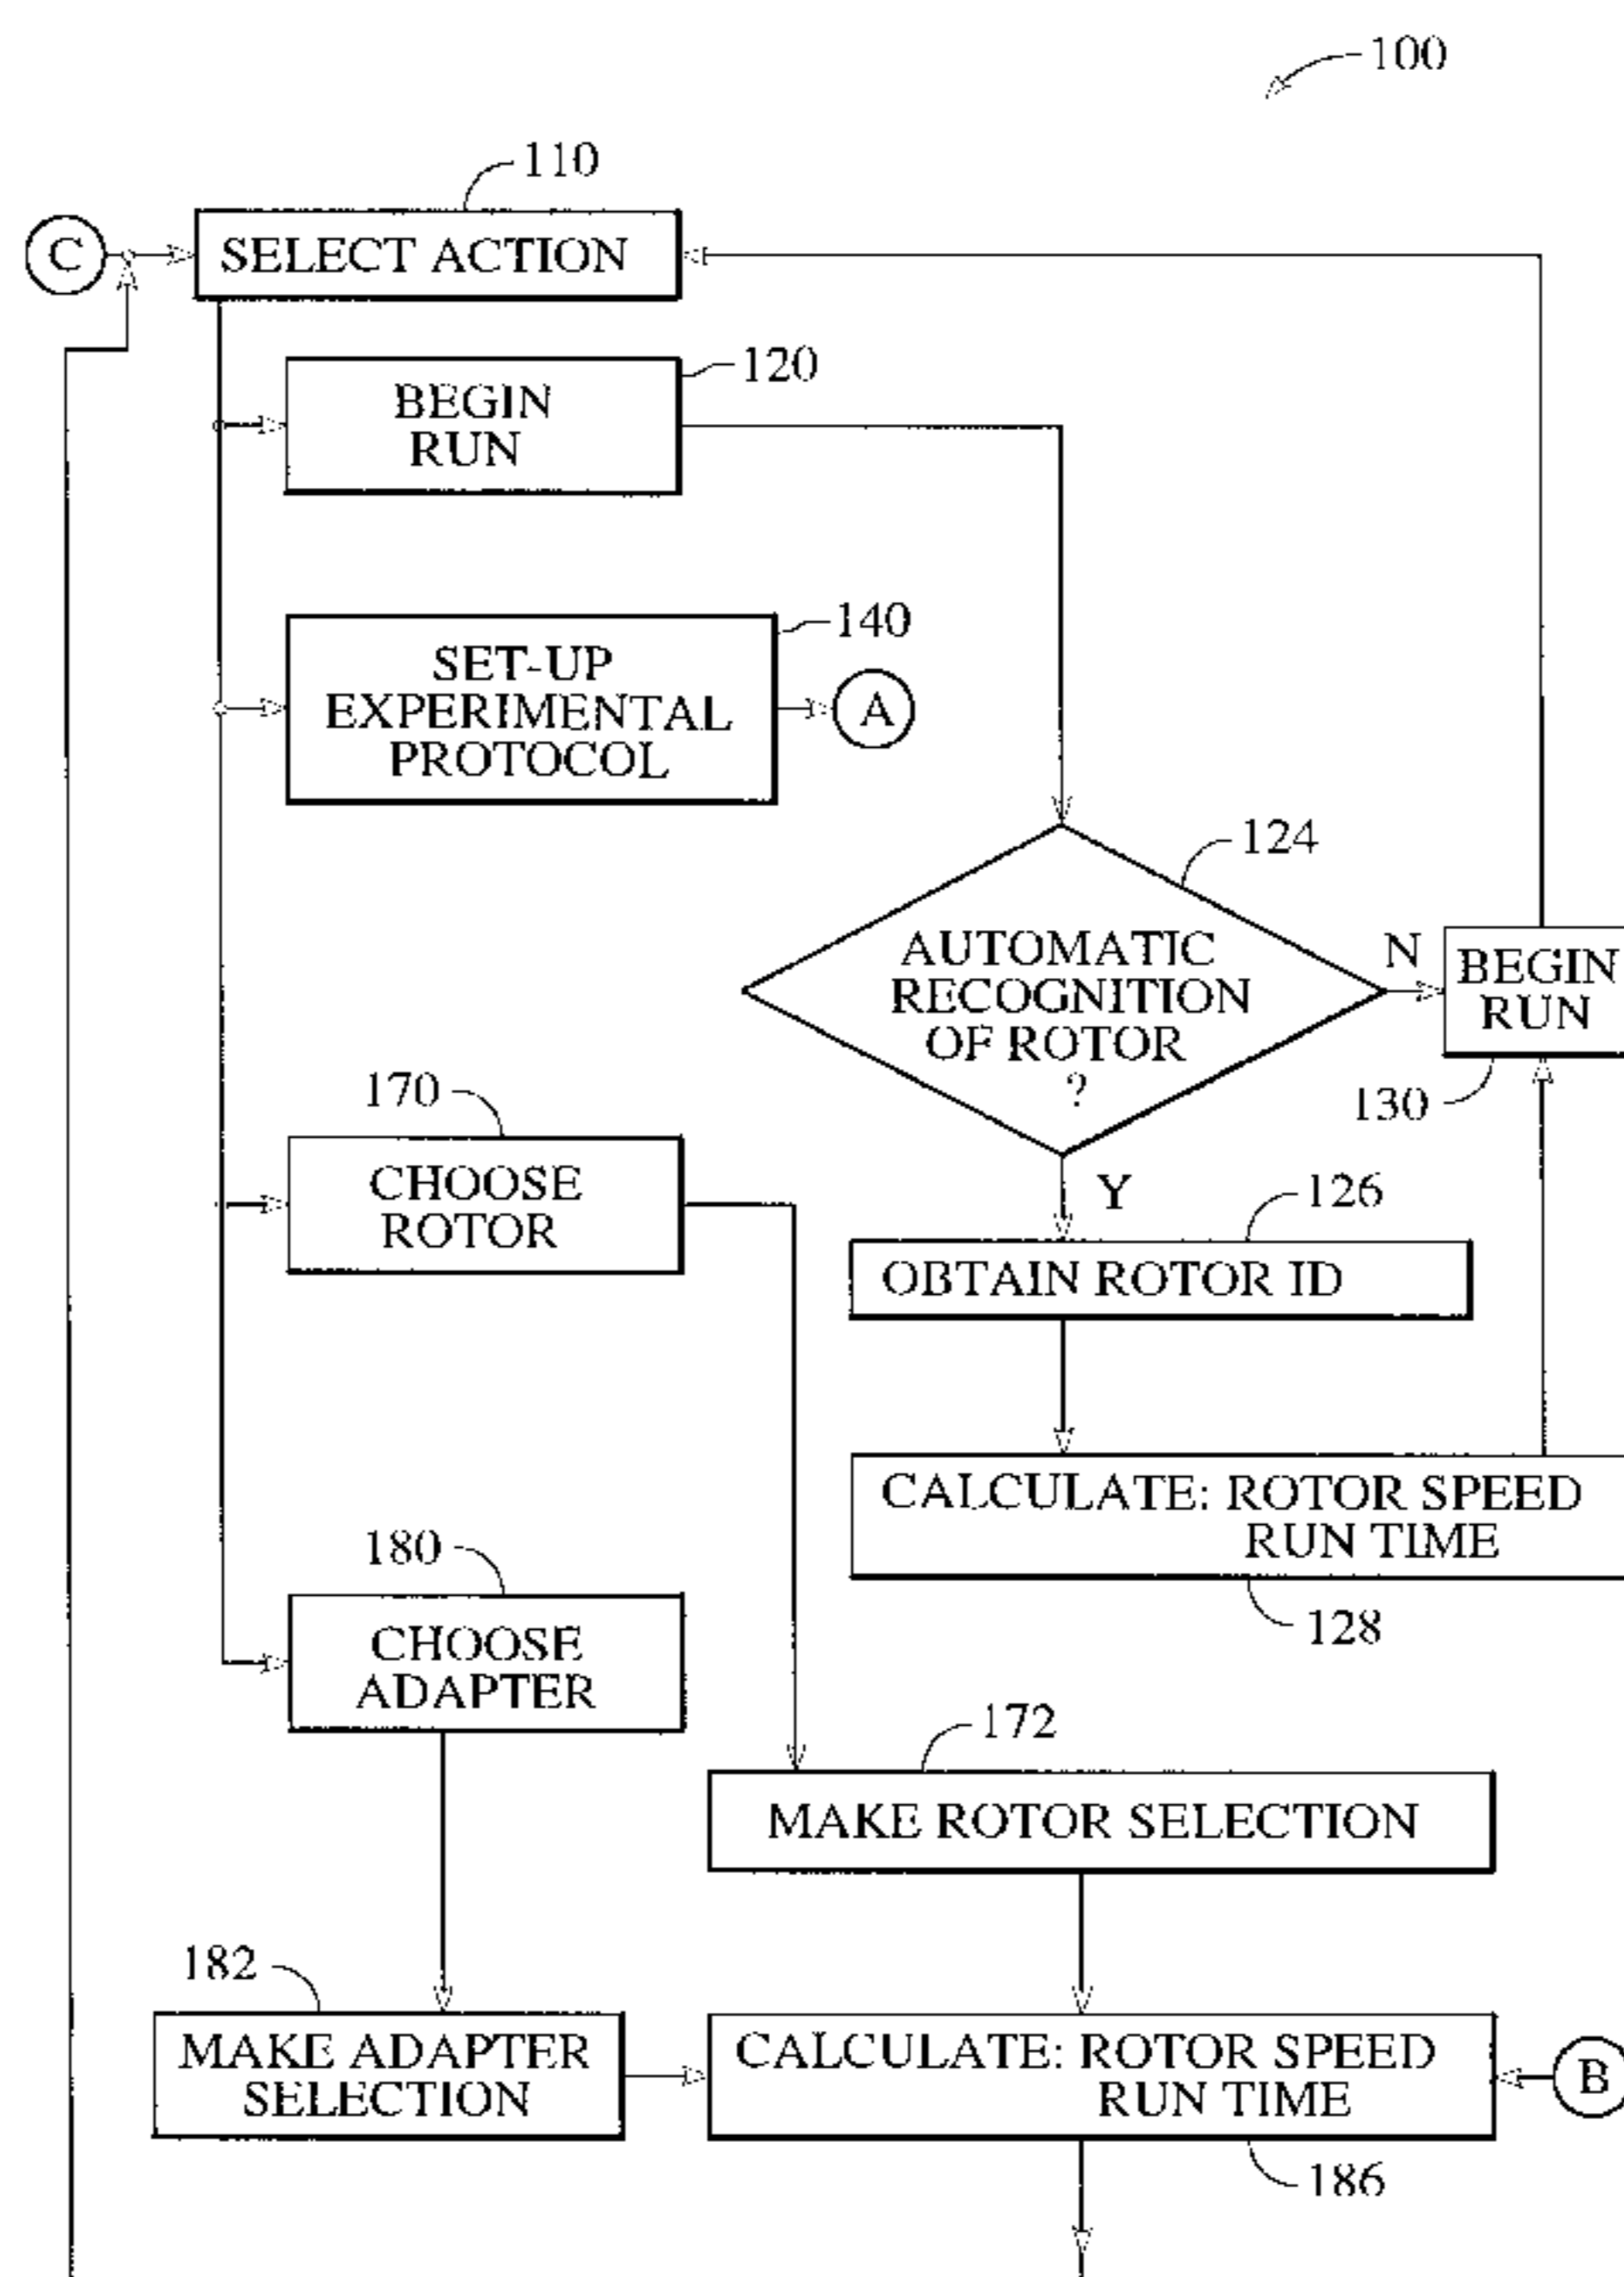 100
110
C
SELECT ACTION
120
BEGIN
RUN
140
SET-UP
EXPERIMENTAL
PROTOCOL
A
124
AUTOMATIC
RECOGNITION
OF ROTOR
?
N
BEGIN
RUN
130
170
CHOOSE
ROTOR
Y
126
OBTAIN ROTOR ID
CALCULATE: ROTOR SPEED
RUN TIME
128
180
CHOOSE
ADAPTER
172
MAKE ROTOR SELECTION
182
MAKE ADAPTER
SELECTION
CALCULATE: ROTOR SPEED
RUN TIME
B
186